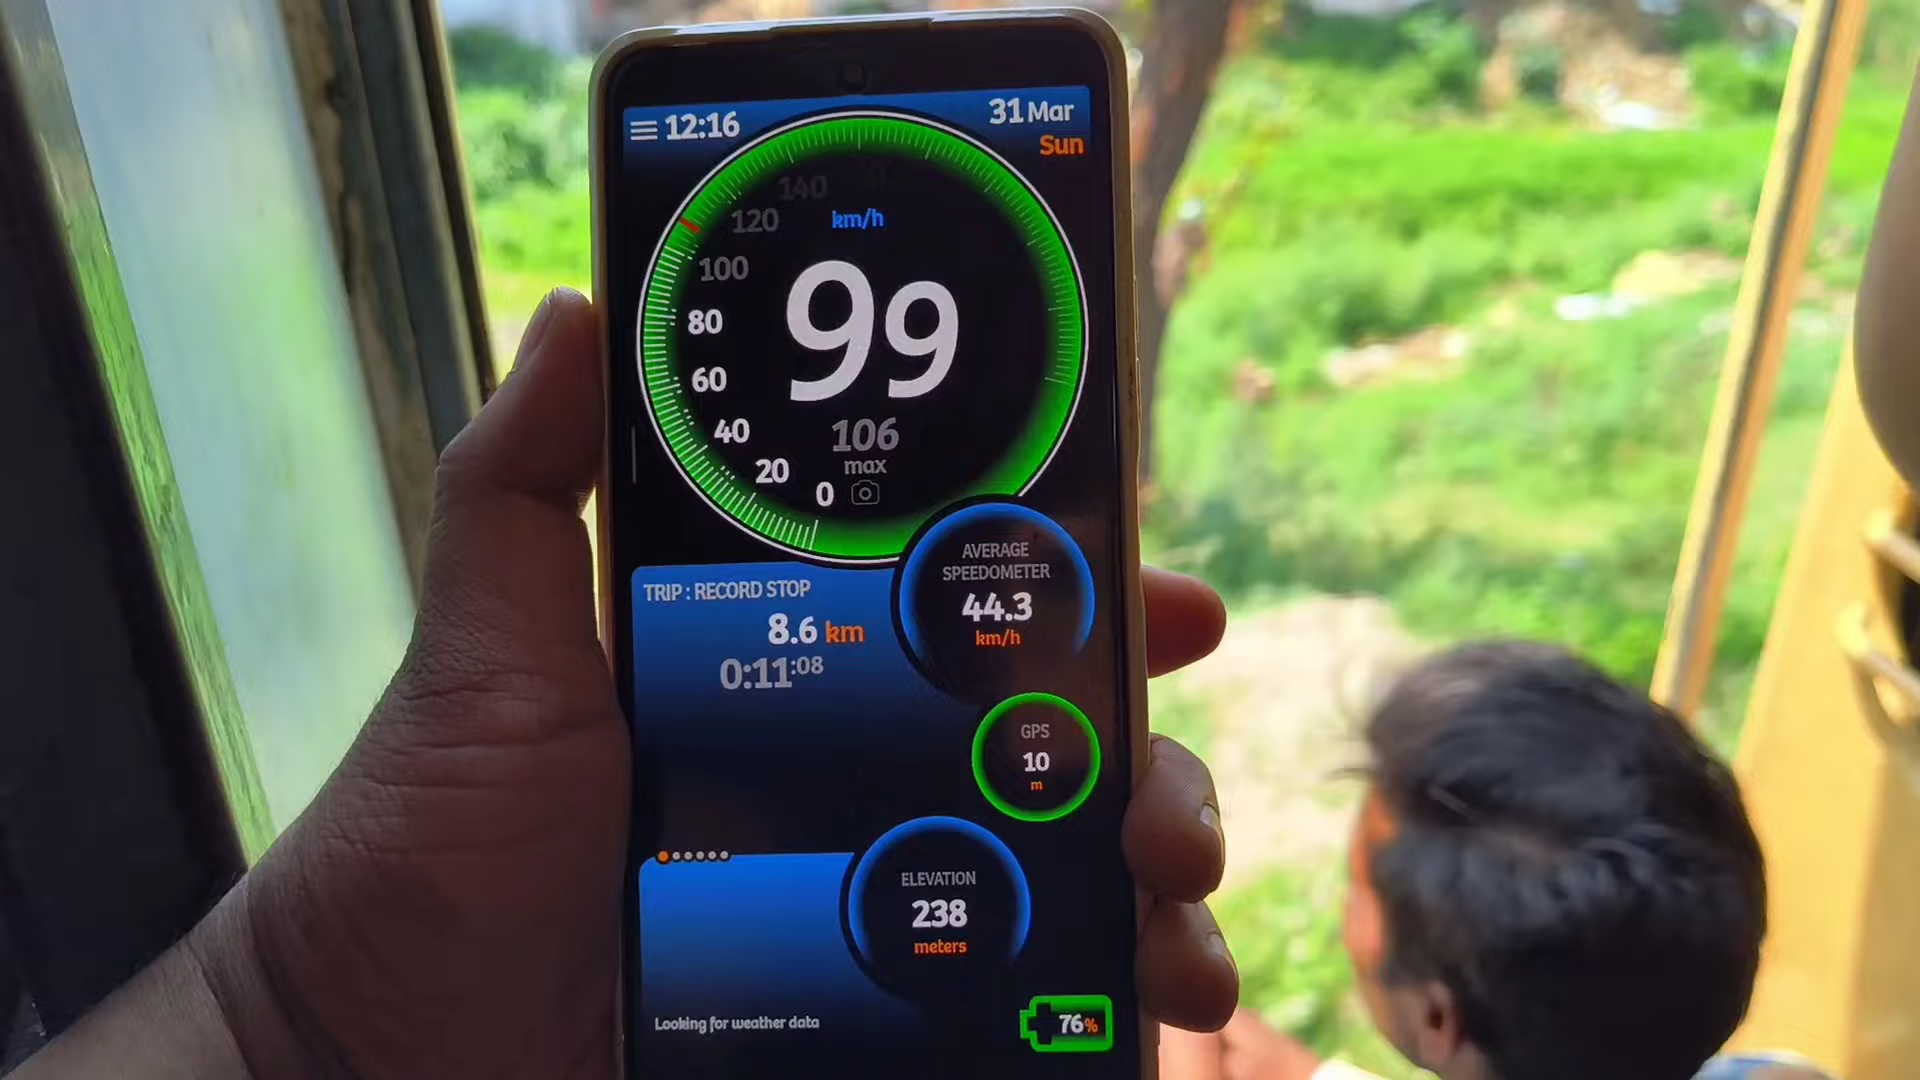 12:16
31 Mar
Sun
140
120
km/h
100
80
99
60
40
106
max
20
0
AVERAGE
SPEEDOMETER
44.3
km/h
TRIP : RECORD STOP
8.6 km
0:11:08
GPS
10
m
ELEVATION
238
meters
Looking for weather data
76%